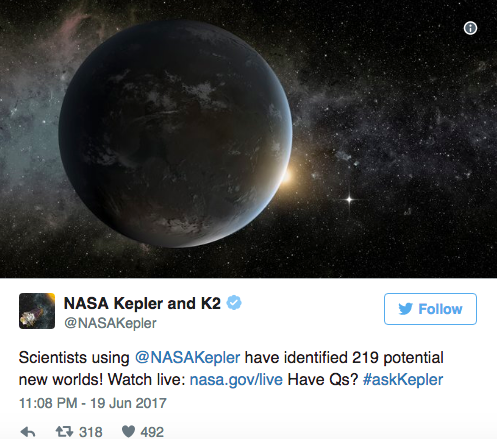 NASA Kepler and K2
Follow
@NASAKepler
Scientists using @NASAKepler have identified 219 potential
new worlds! Watch live: nasa.gov/live Have Qs? #askKepler
11:08 PM - 19 Jun 2017
318 492